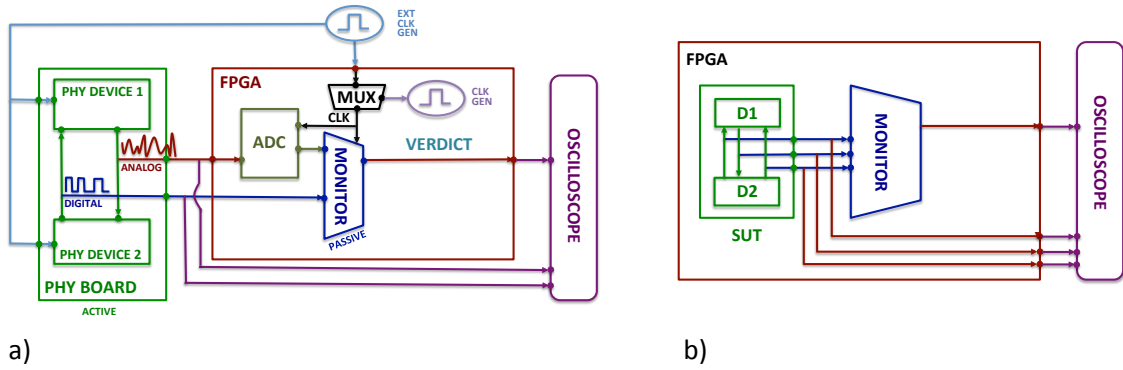 EXT
CLK
GEN
FPGA
PHY DEVICE 1
MUX
CLK
GEN
CLK
ADC
ANALOG
MONITOR
VERDICT
DIGITAL
PASSIVE
PHY DEVICE 2
PHY BOARD
ACTIVE
OSCILLOSCOPE
a)
FPGA
D1
D2
SUT
MONITOR
OSCILLOSCOPE
b)